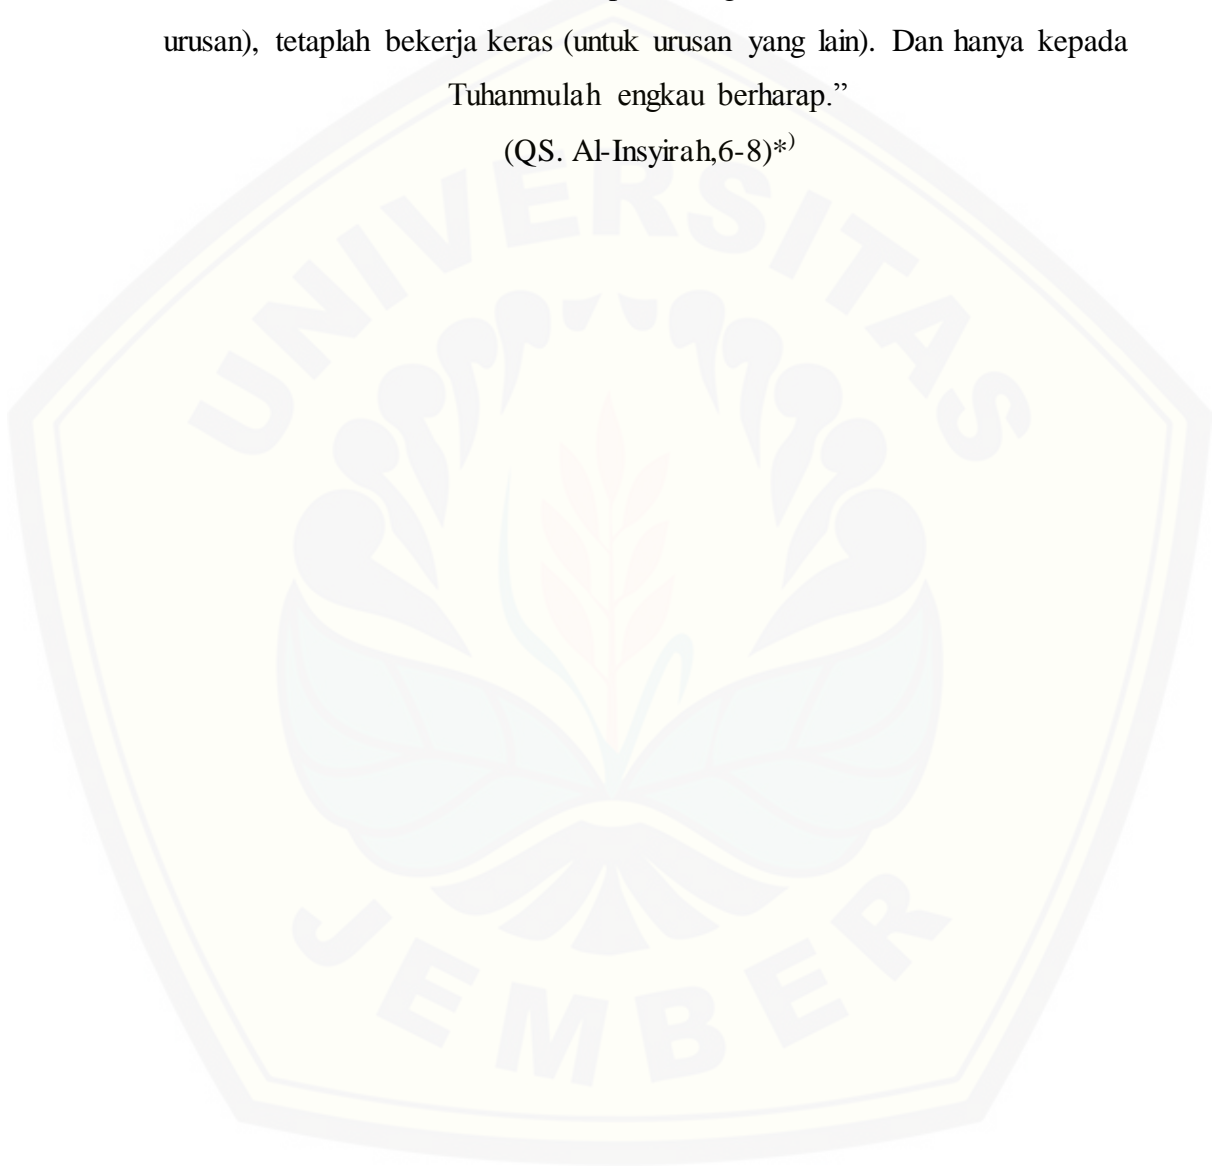 urusan), tetaplah bekerja keras (untuk urusan yang lain). Dan hanya kepada
Tuhanmulah engkau berharap.”
(QS. Al-Insyirah,6-8)*)
UNIVERSITAS
JEMBER